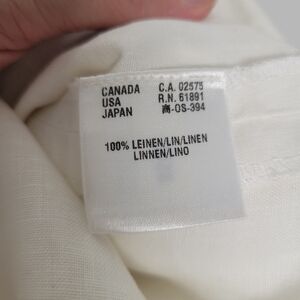 CANADA C.A. 02575
USA R.N. 61891
JAPAN 商-OS-394
100% LEINEN/LIN/LINEN
LINNEN/LINO